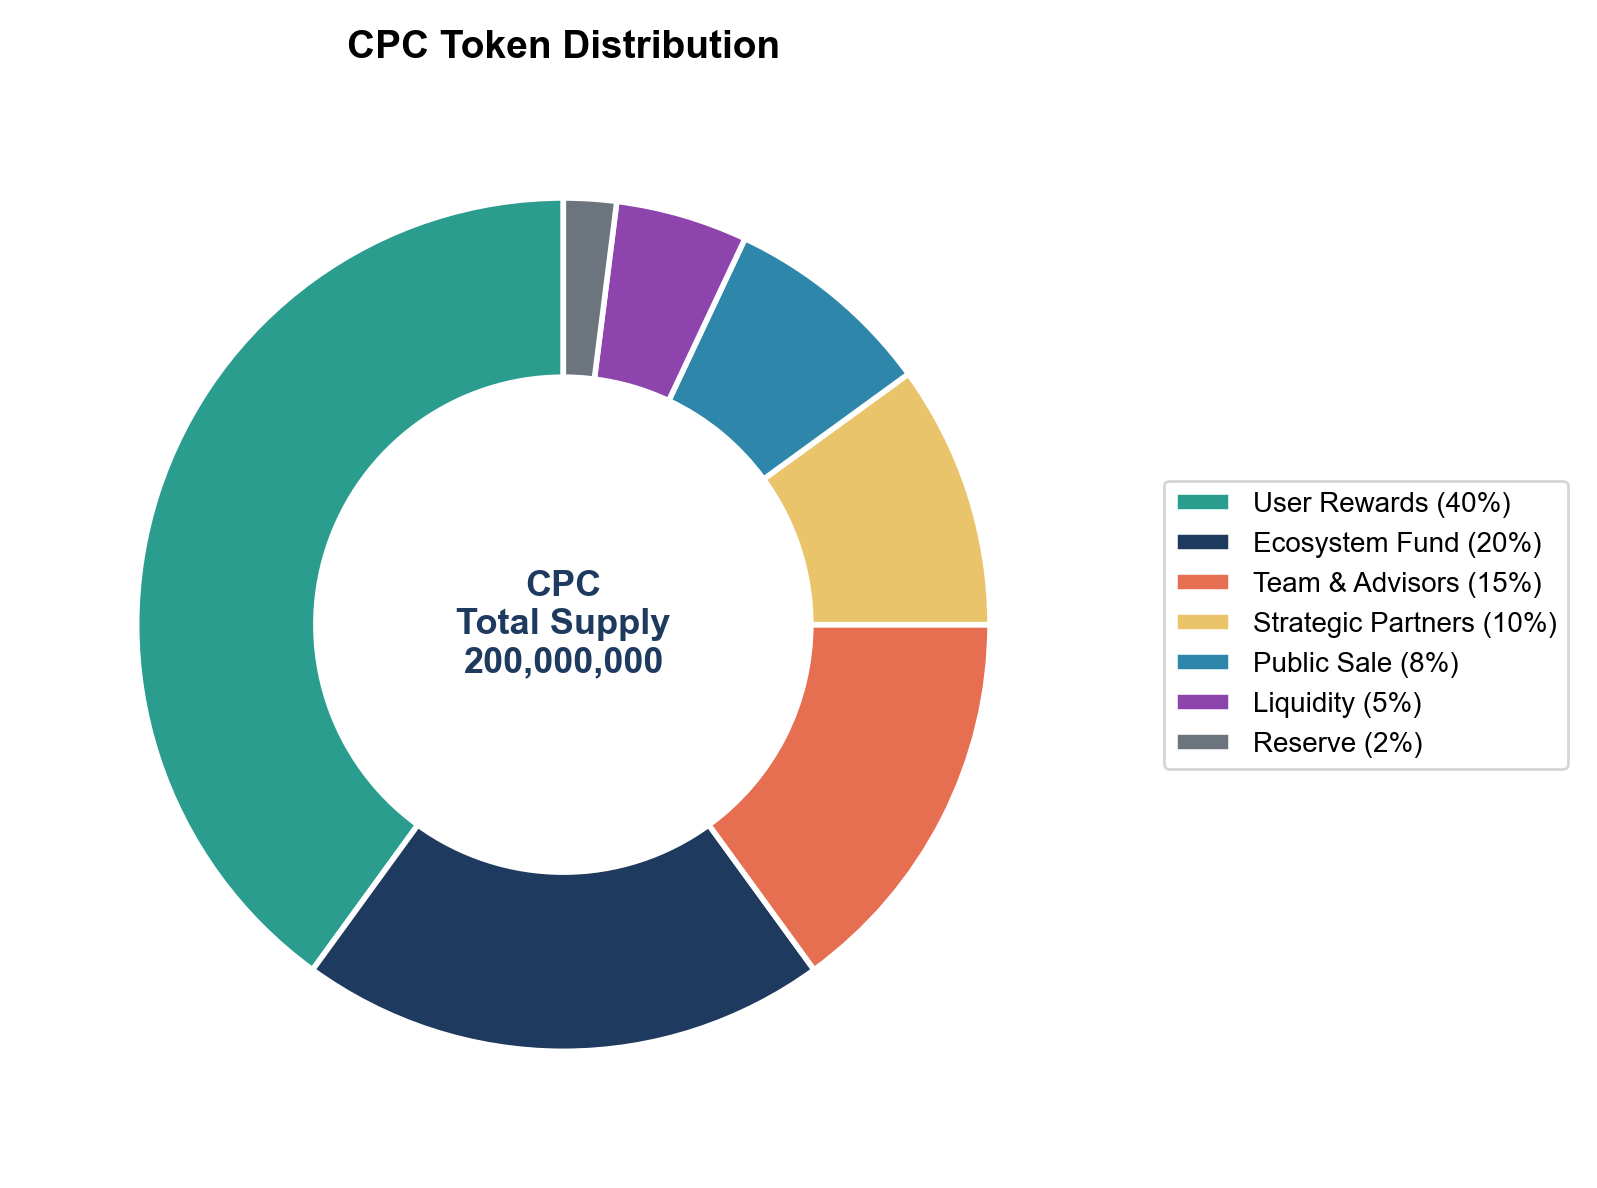 CPC Token Distribution
CPC
Total Supply
200,000,000
User Rewards (40%)
Ecosystem Fund (20%)
Team & Advisors (15%)
Strategic Partners (10%)
Public Sale (8%)
Liquidity (5%)
Reserve (2%)